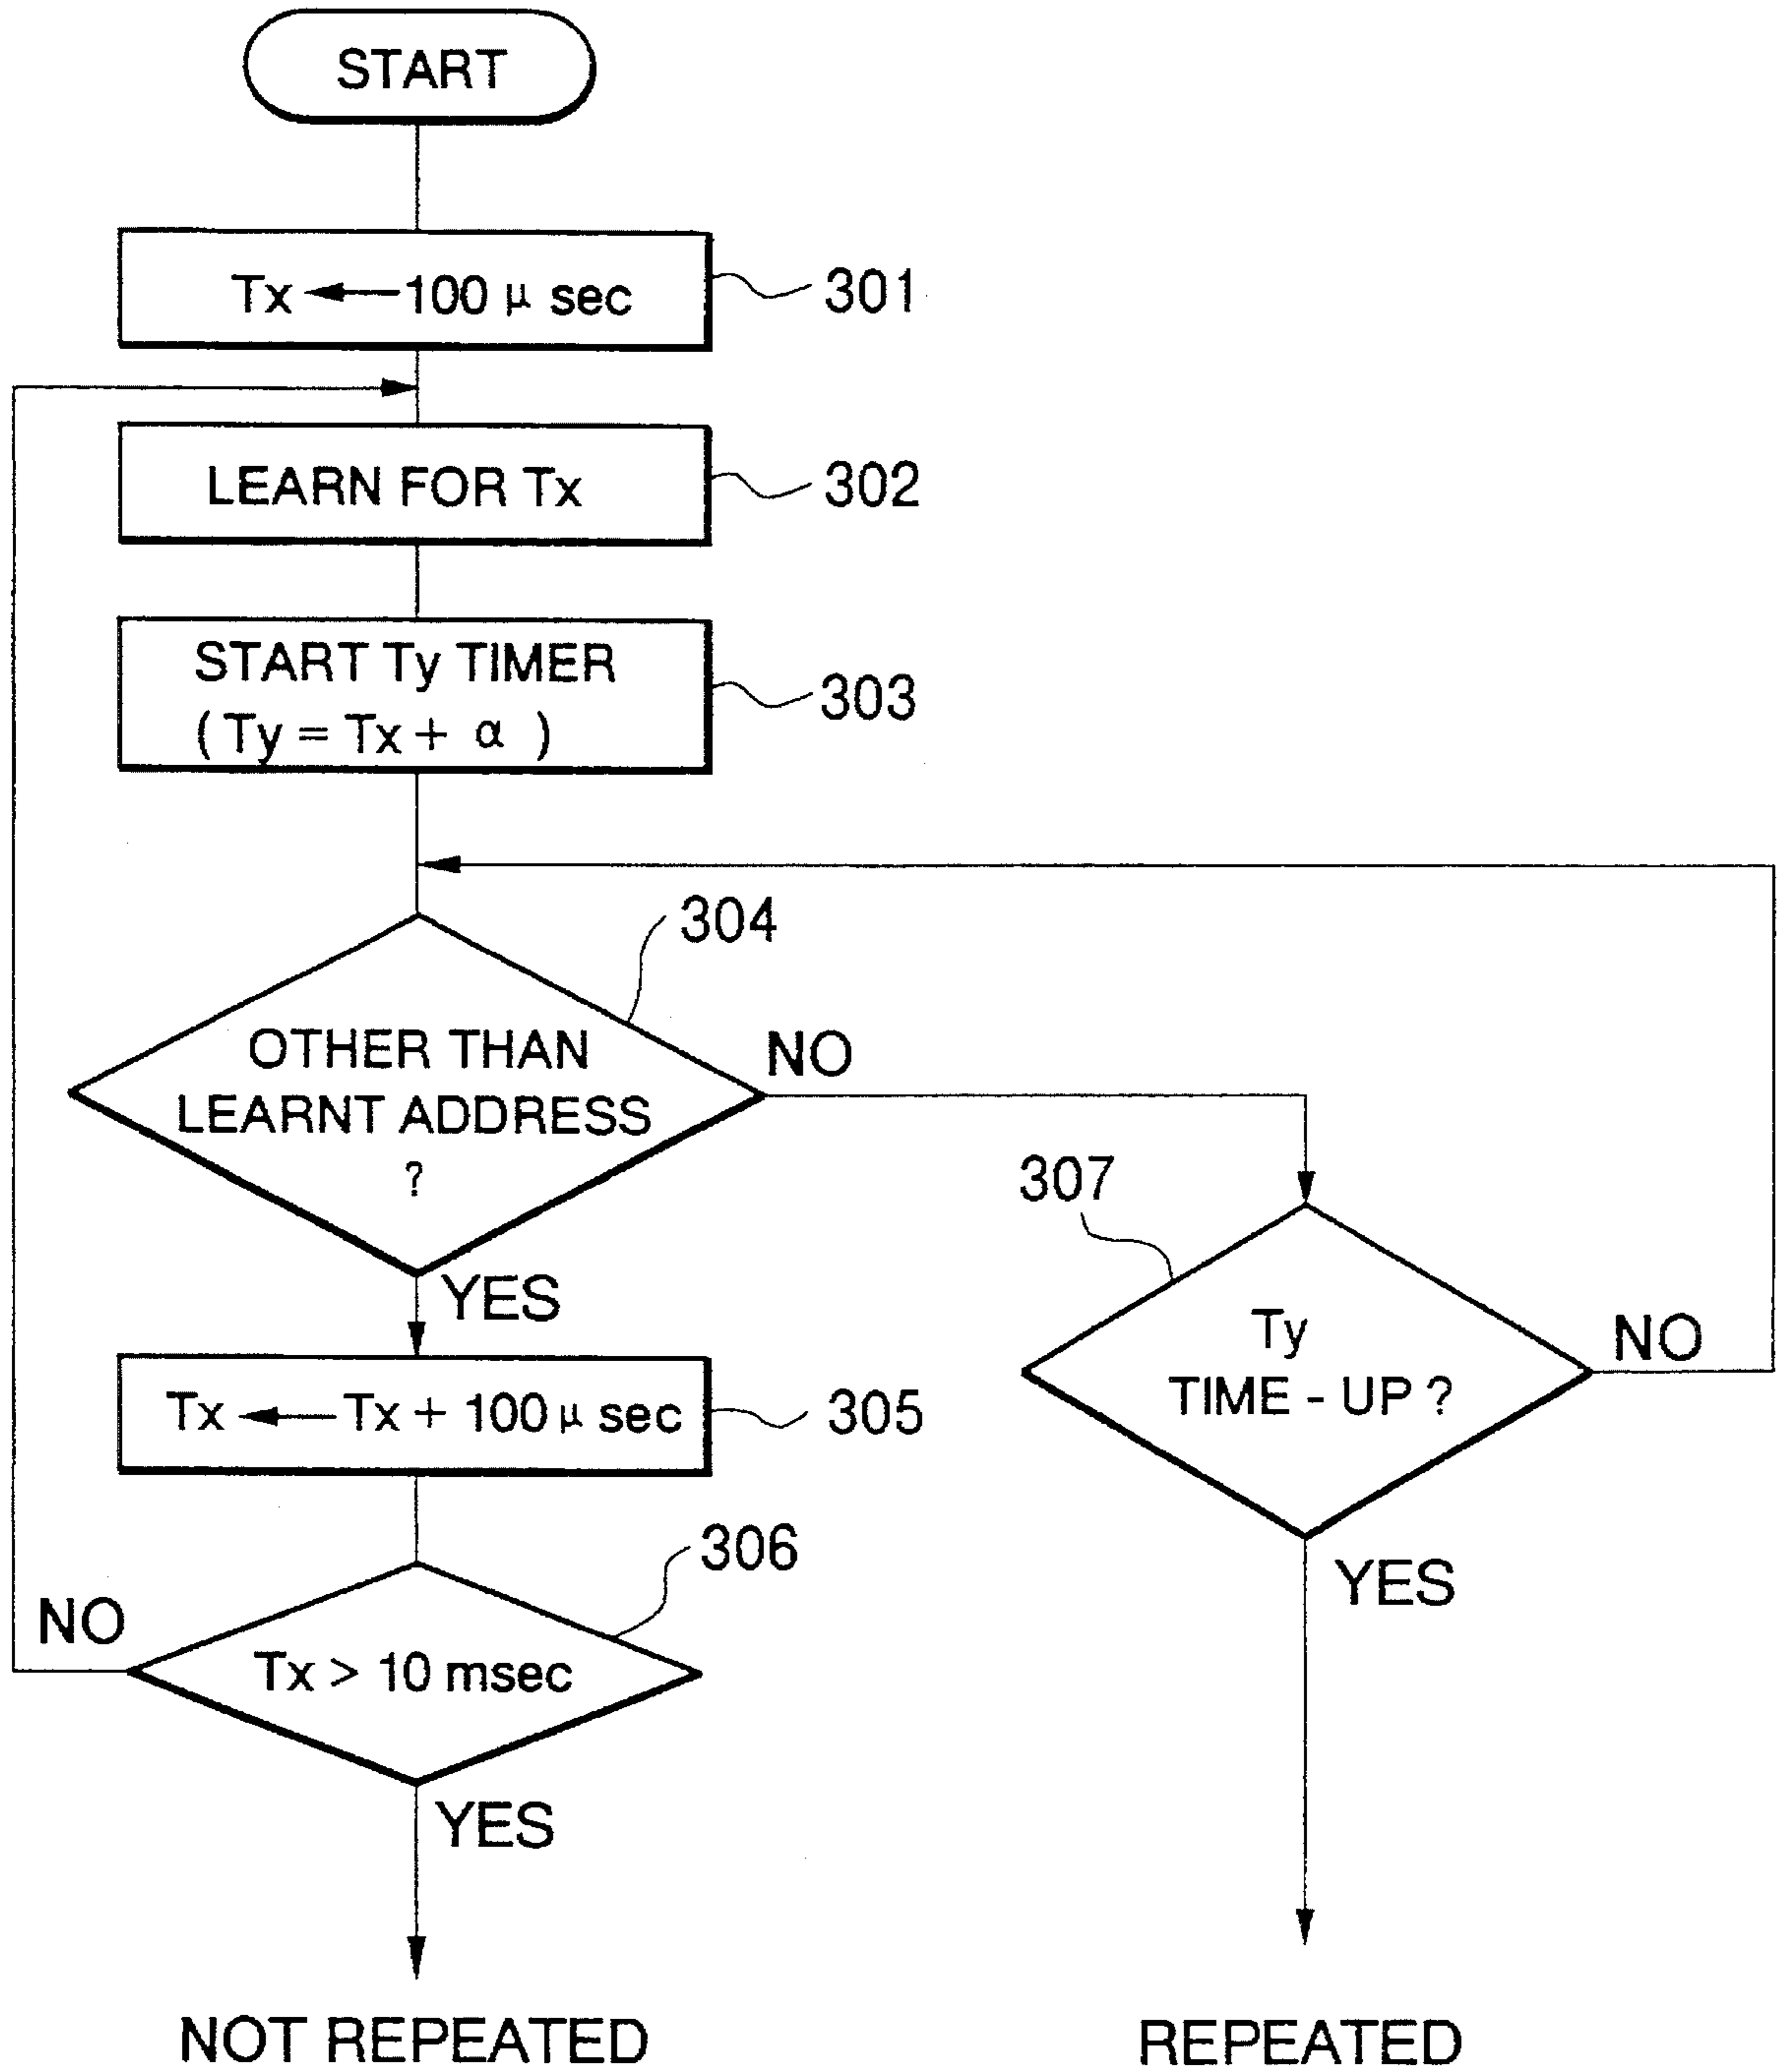 START
Tx ← 100 μ sec
301
LEARN FOR Tx
302
START Ty TIMER
( Ty = Tx + α )
303
304
OTHER THAN
LEARNT ADDRESS
?
NO
YES
307
Ty
TIME - UP ?
NO
YES
Tx ← Tx + 100 μ sec
305
306
Tx > 10 msec
NO
YES
NOT REPEATED
REPEATED